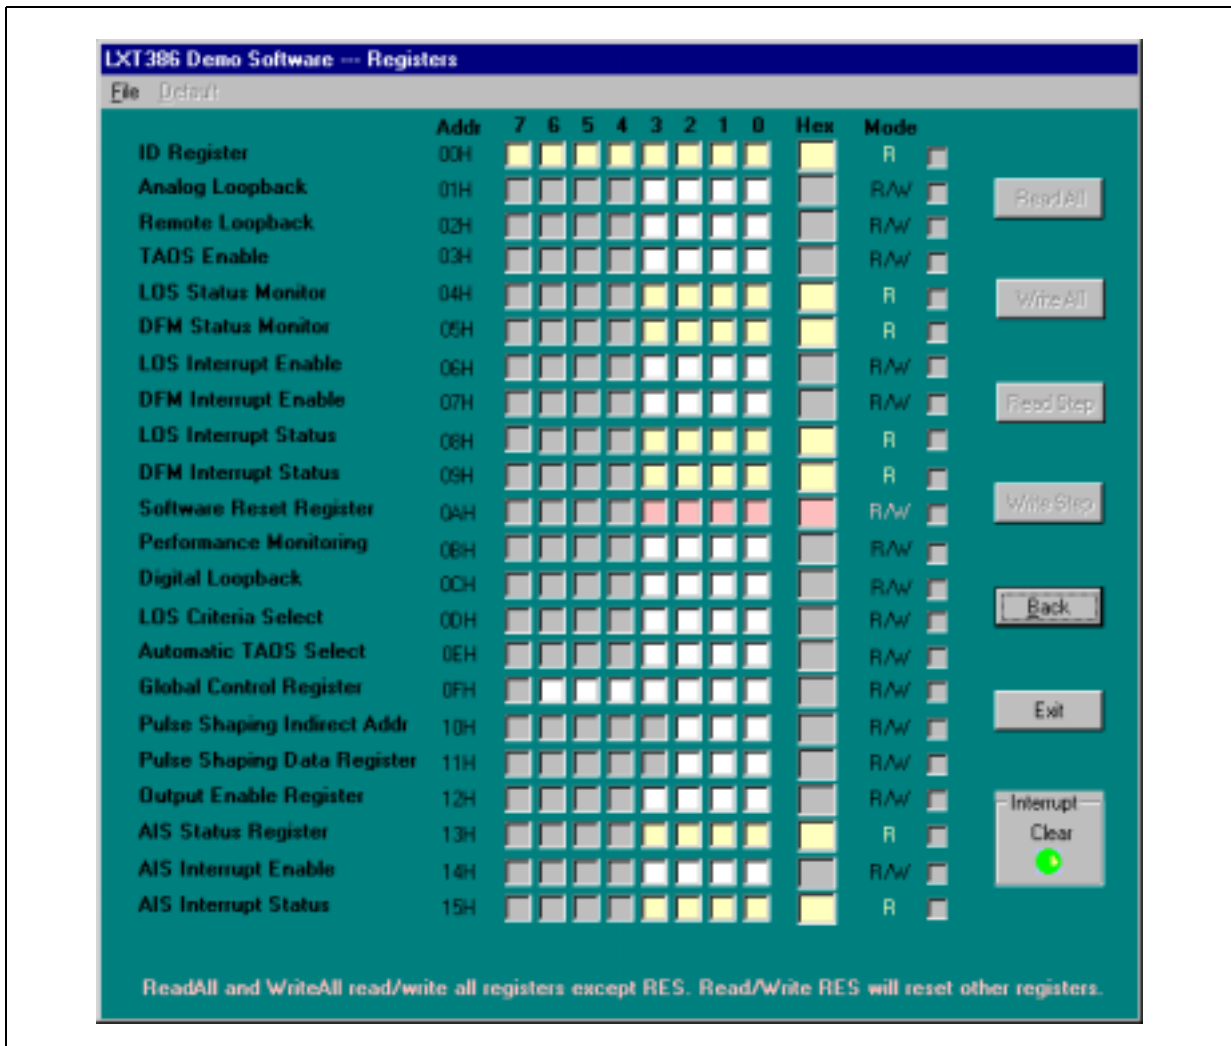 LXT386 Demo Software --- Registers
File Default
Addr 7 6 5 4 3 2 1 0 Hex Mode
ID Register 00H R
Analog Loopback 01H R/W
Read All
Remote Loopback 02H R/W
TAOS Enable 03H R/W
LOS Status Monitor 04H R
Write All
DFM Status Monitor 05H R
LOS Interrupt Enable 06H R/W
DFM Interrupt Enable 07H R/W
Read Step
LOS Interrupt Status 08H R
DFM Interrupt Status 09H R
Software Reset Register 0AH R/W
Write Step
Performance Monitoring 0BH R/W
Digital Loopback 0CH R/W
LOS Criteria Select 0DH R/W
Back
Automatic TAOS Select 0EH R/W
Global Control Register 0FH R/W
Exit
Pulse Shaping Indirect Addr 10H R/W
Pulse Shaping Data Register 11H R/W
Output Enable Register 12H R/W
Interrupt
AIS Status Register 13H R
Clear
AIS Interrupt Enable 14H R/W
AIS Interrupt Status 15H R
ReadAll and WriteAll read/write all registers except RES. Read/Write RES will reset other registers.